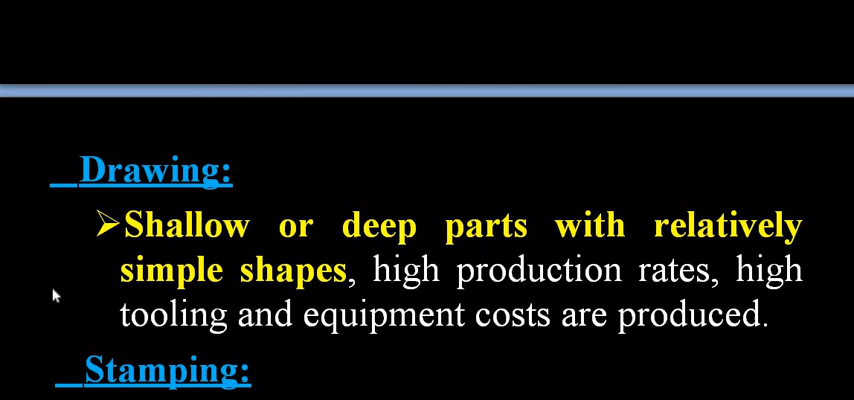 Drawing:
➢Shallow or deep parts with relatively
simple shapes, high production rates, high
tooling and equipment costs are produced.
Stamping: